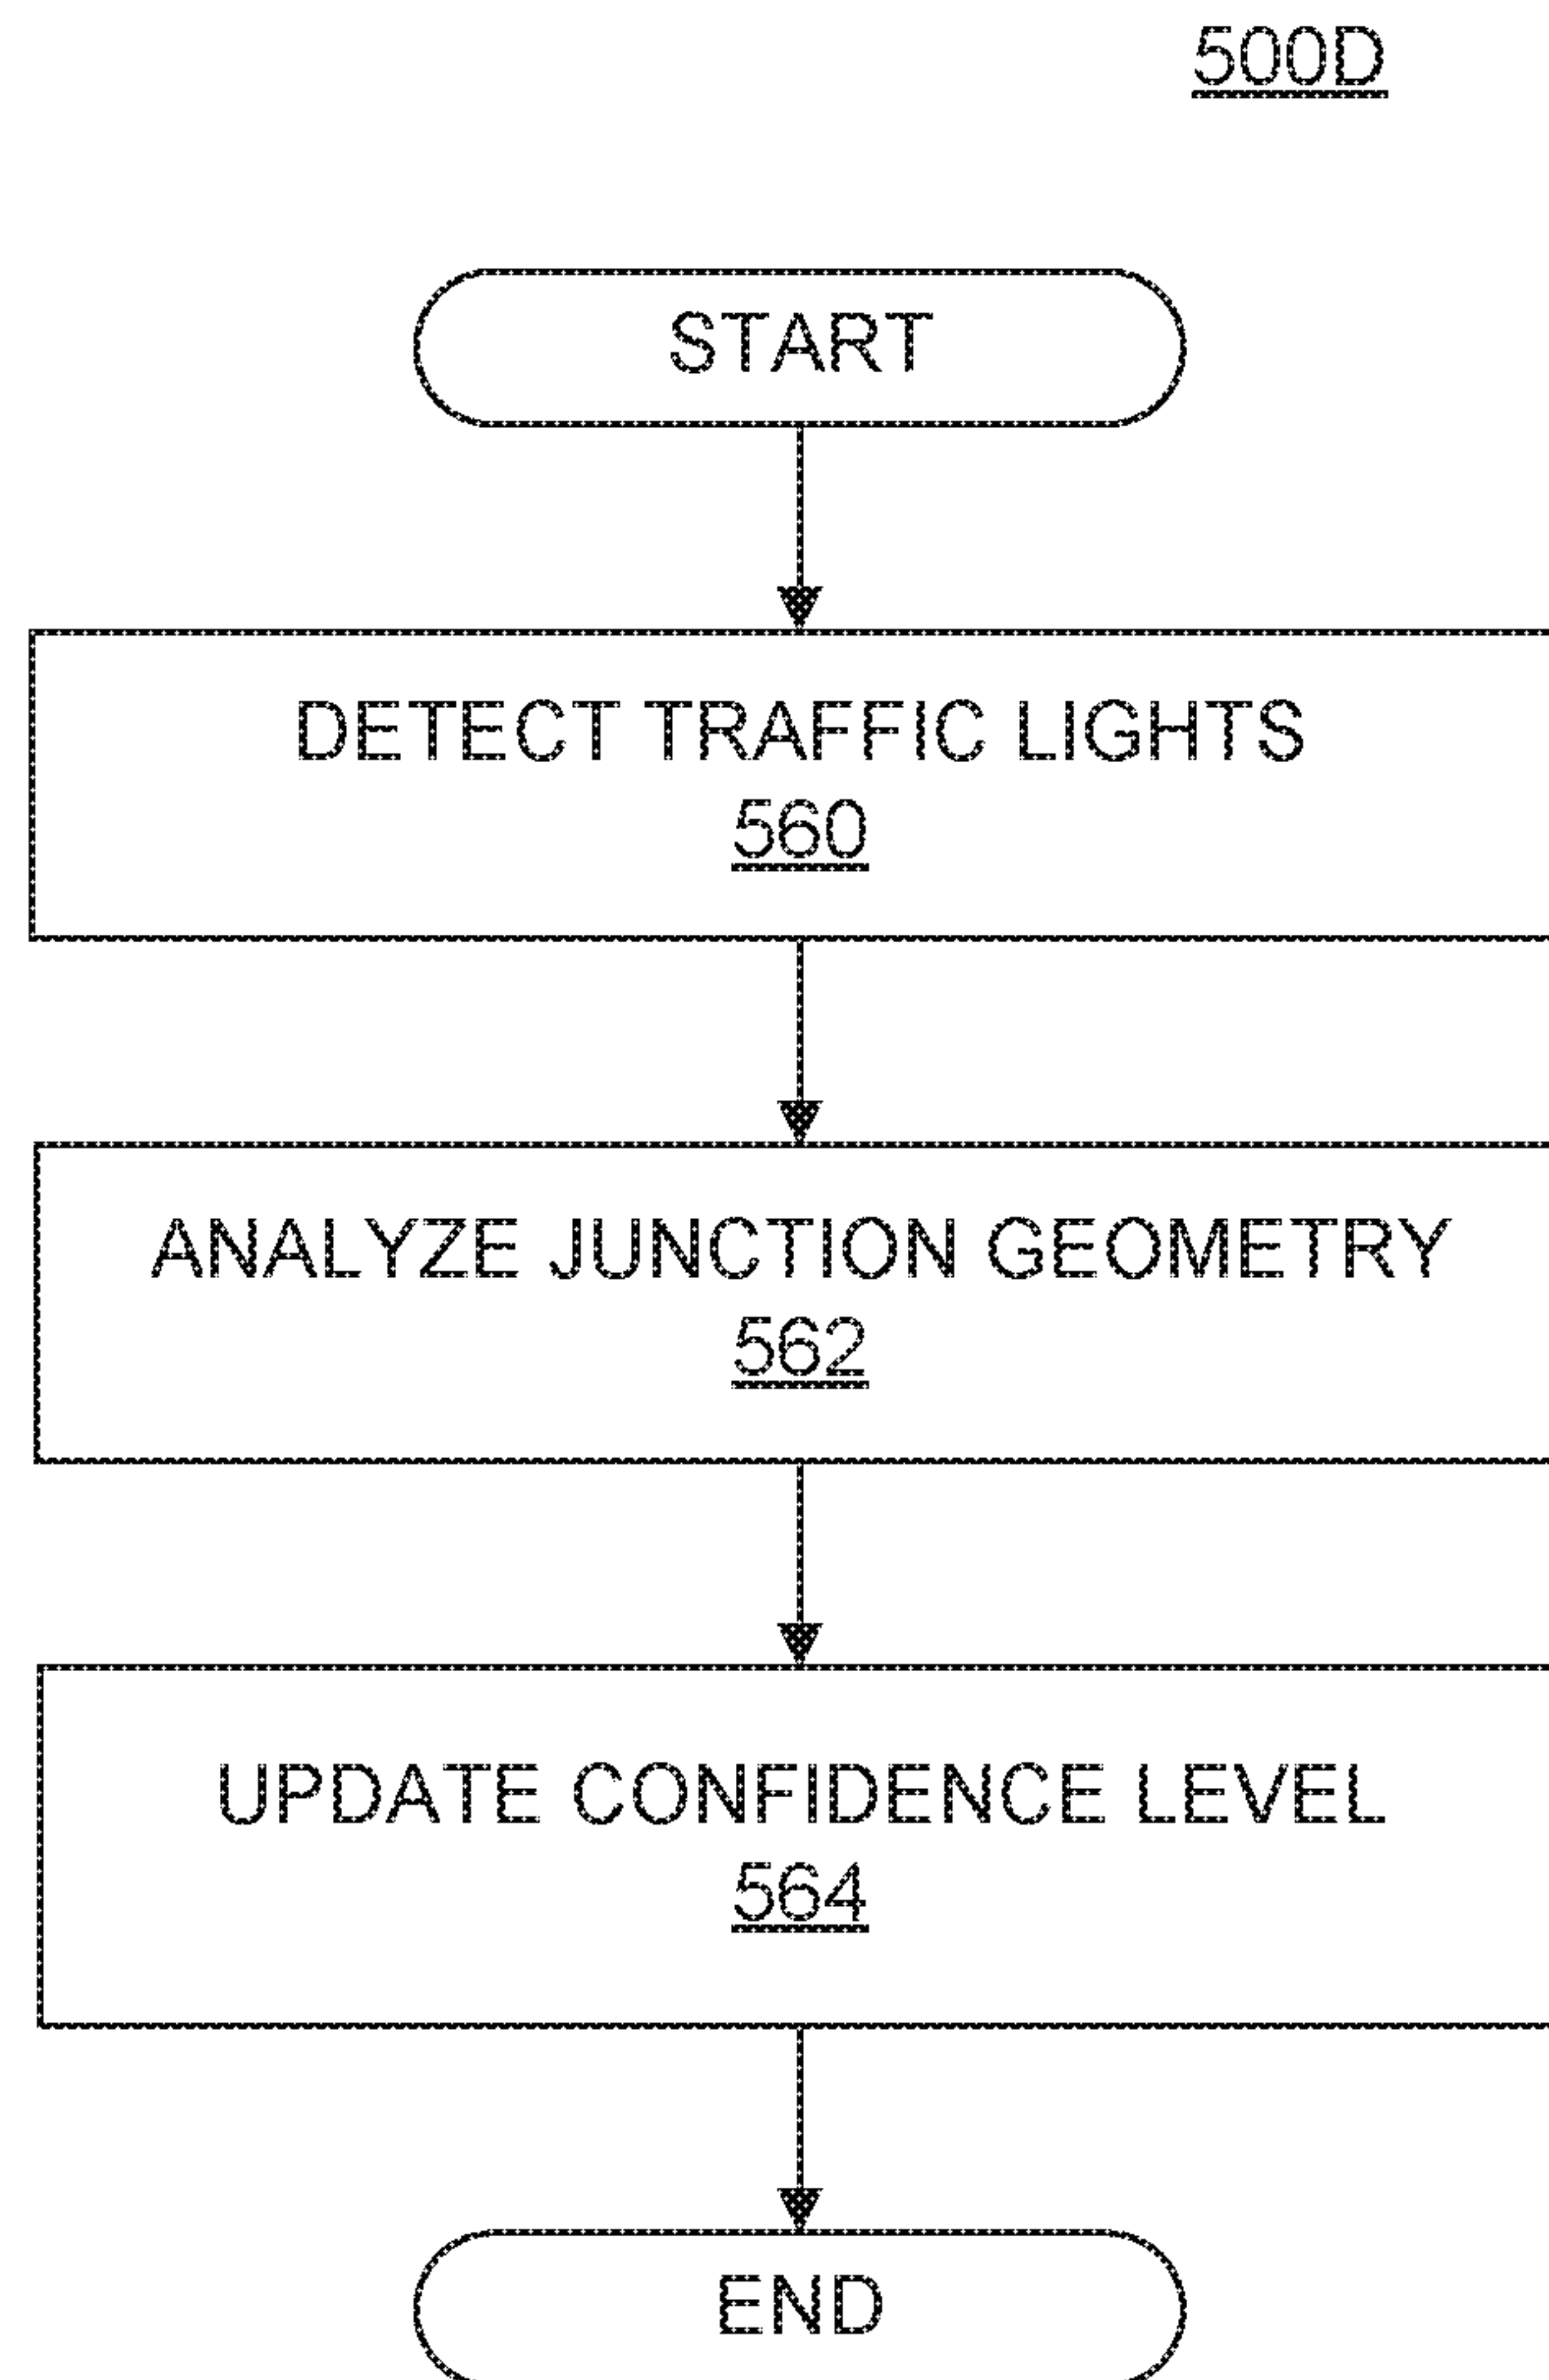 500D
START
DETECT TRAFFIC LIGHTS
560
ANALYZE JUNCTION GEOMETRY
562
UPDATE CONFIDENCE LEVEL
564
END